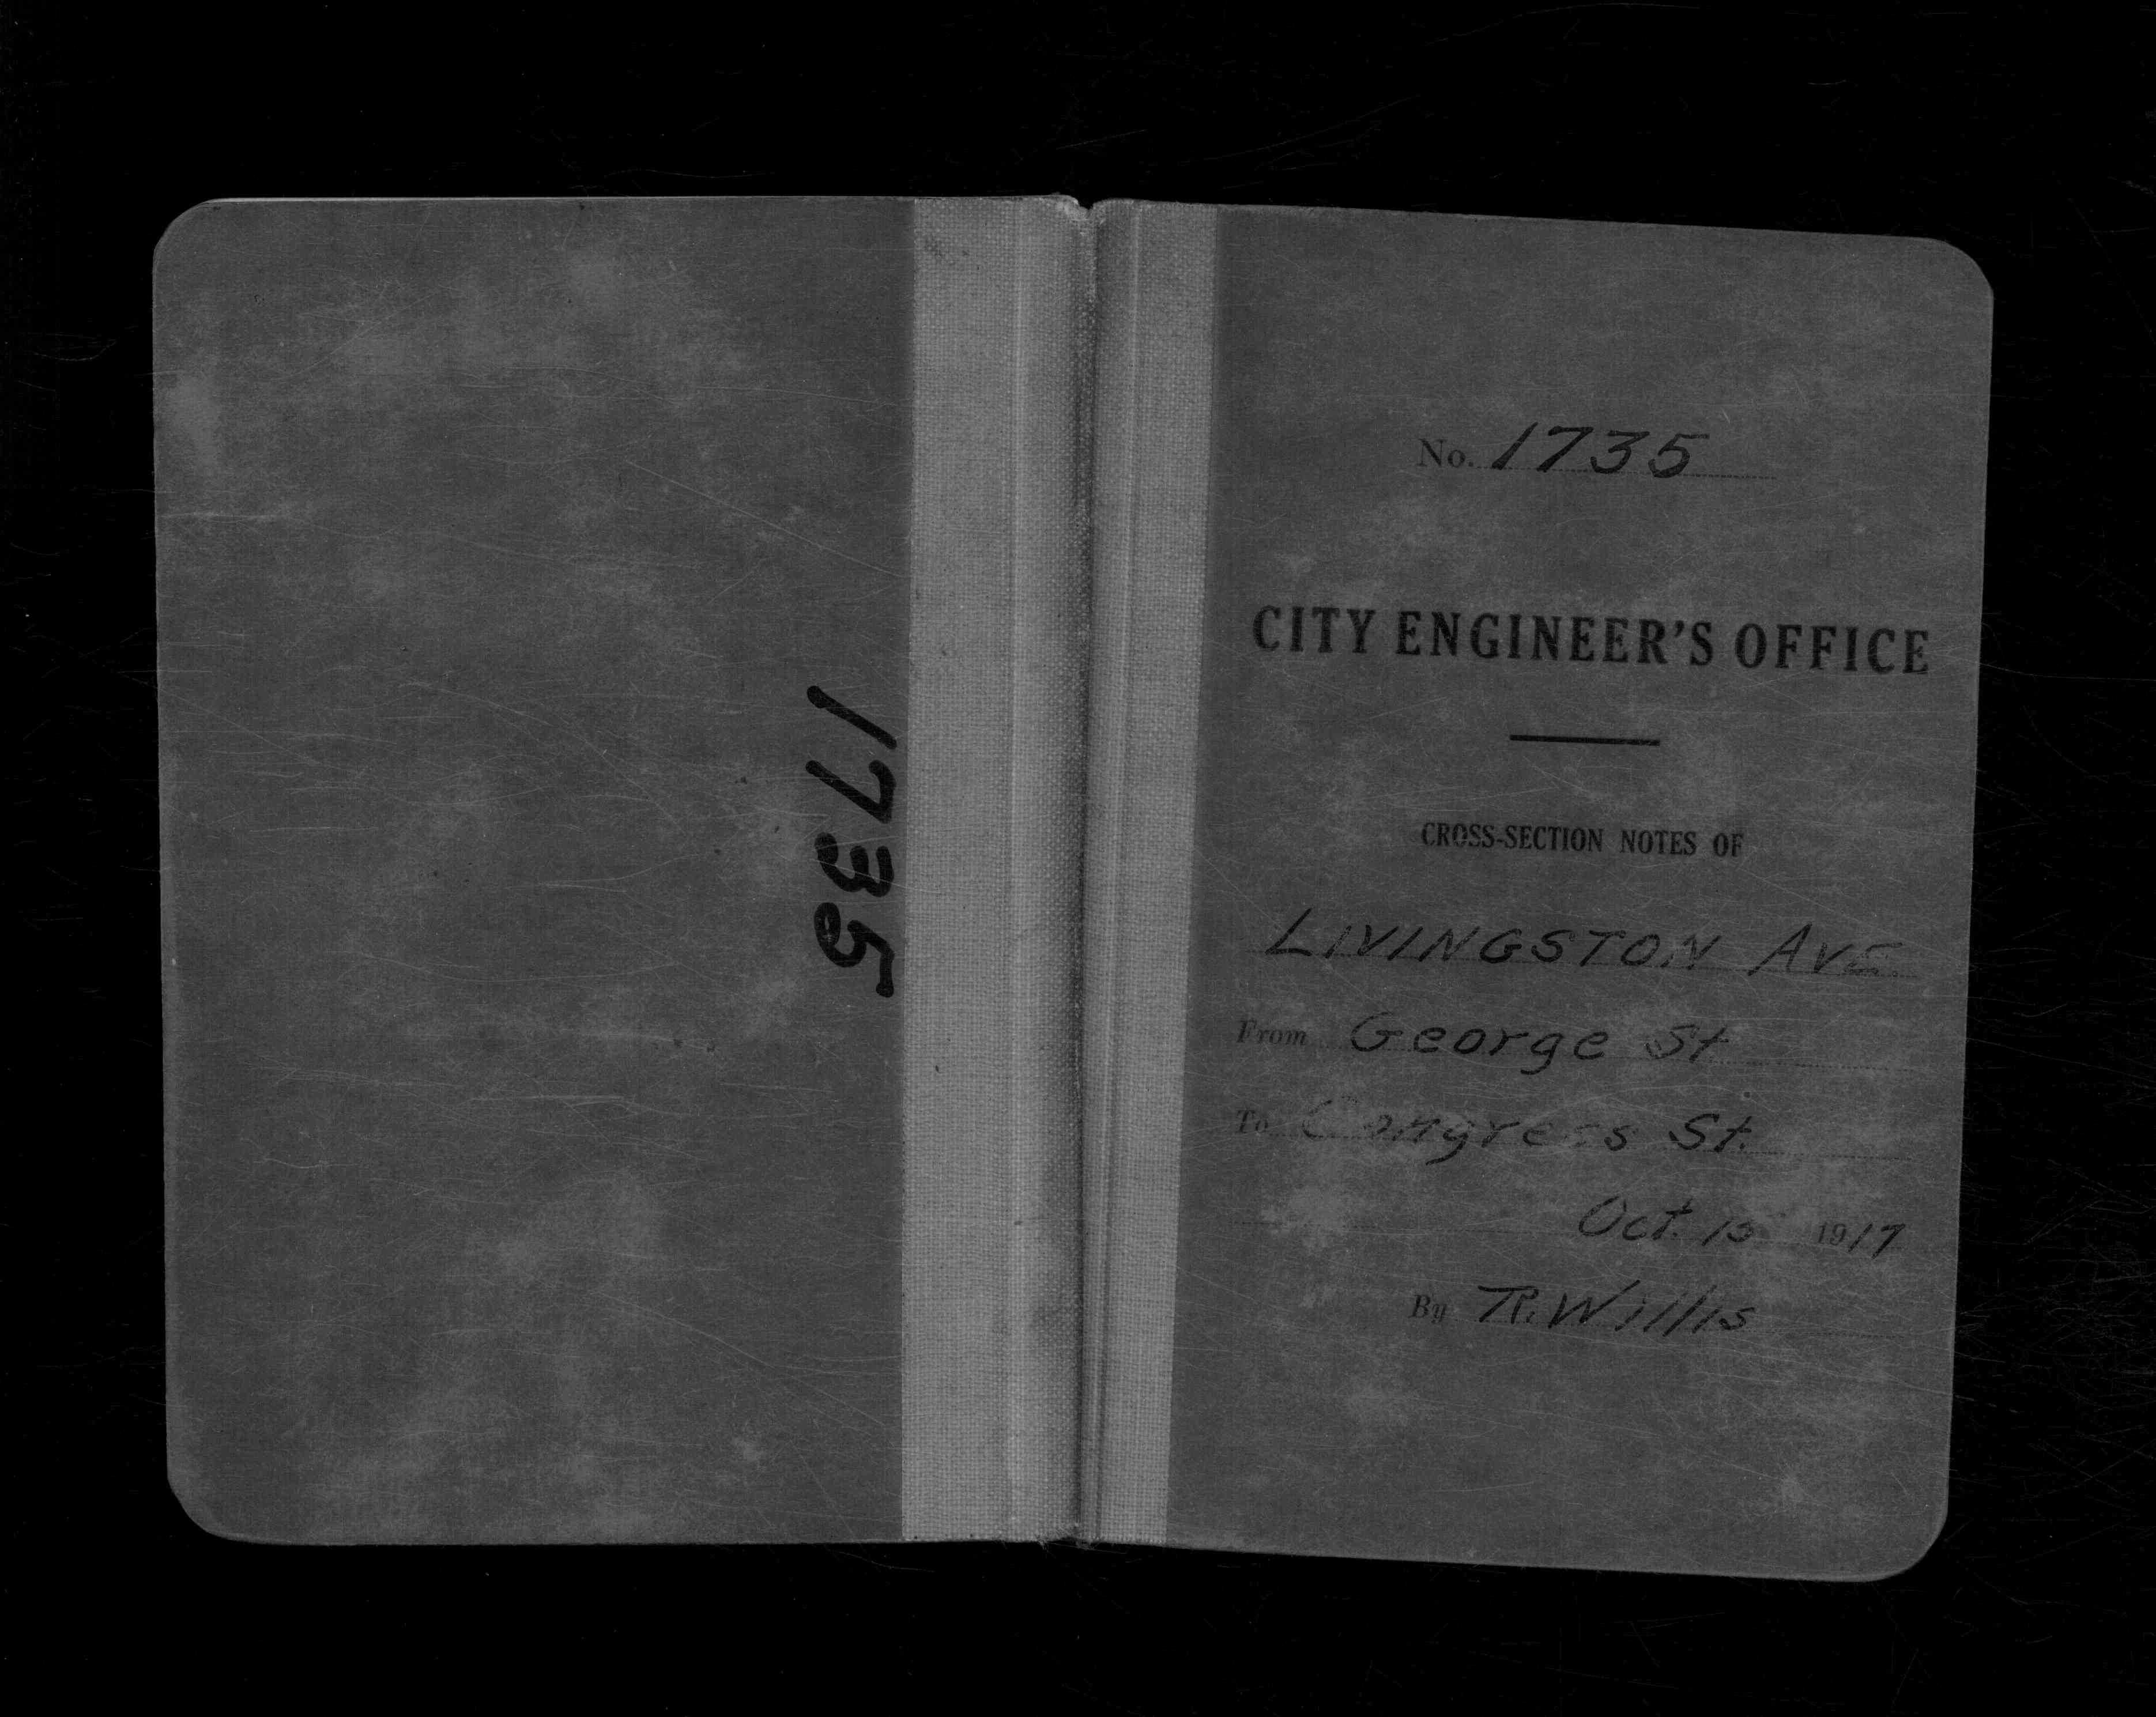 1735
No. 1735
CITY ENGINEER'S OFFICE
CROSS-SECTION NOTES OF
LIVINGSTON AVE.
From George St
To Congress St.
Oct. 15 1917
By R. Willis